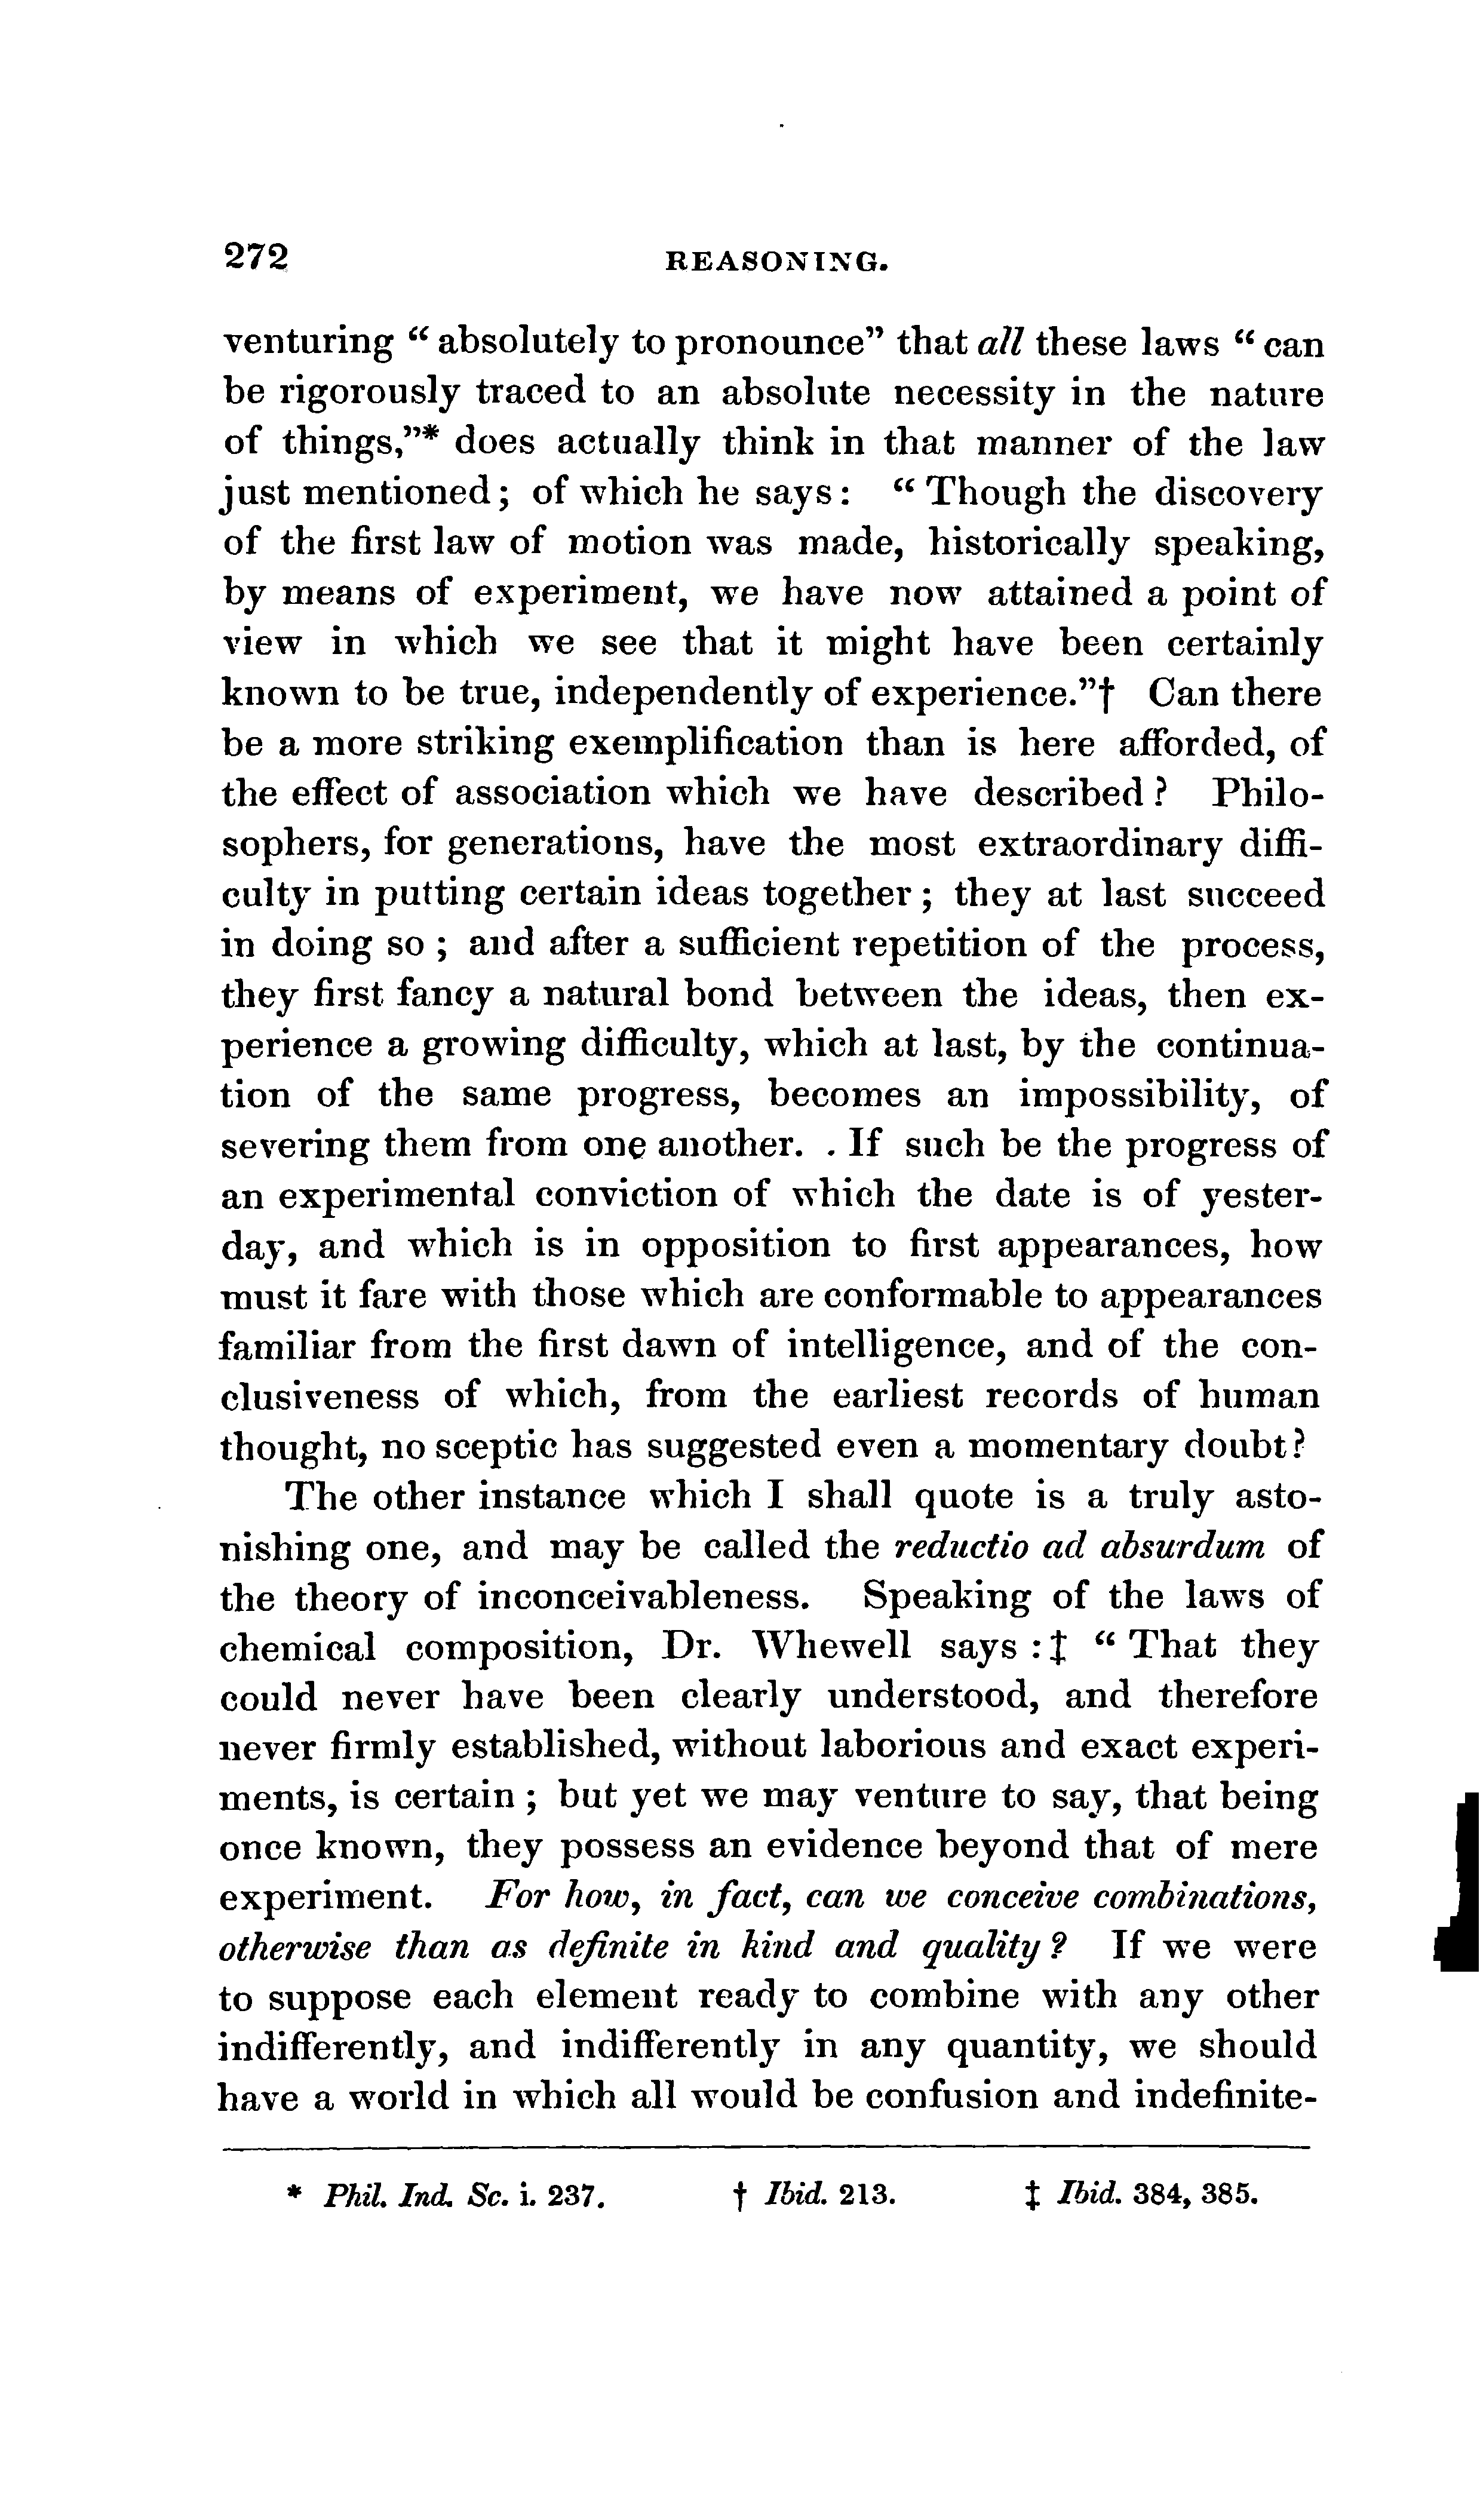 272 REASONING.
venturing “absolutely to pronounce” that all these laws “can
be rigorously traced to an absolute necessity in the nature
of things,”* does actually think in that manner of the law
just mentioned; of which he says: “Though the discovery
of the first law of motion was made, historically speaking,
by means of experiment, we have now attained a point of
view in which we see that it might have been certainly
known to be true, independently of experience.”† Can there
be a more striking exemplification than is here afforded, of
the effect of association which we have described? Philo-
sophers, for generations, have the most extraordinary diffi-
culty in putting certain ideas together; they at last succeed
in doing so; and after a sufficient repetition of the process,
they first fancy a natural bond between the ideas, then ex-
perience a growing difficulty, which at last, by the continua-
tion of the same progress, becomes an impossibility, of
severing them from one another. . If such be the progress of
an experimental conviction of which the date is of yester-
day, and which is in opposition to first appearances, how
must it fare with those which are conformable to appearances
familiar from the first dawn of intelligence, and of the con-
clusiveness of which, from the earliest records of human
thought, no sceptic has suggested even a momentary doubt?
The other instance which I shall quote is a truly asto-
nishing one, and may be called the reductio ad absurdum of
the theory of inconceivableness. Speaking of the laws of
chemical composition, Dr. Whewell says:‡ “That they
could never have been clearly understood, and therefore
never firmly established, without laborious and exact experi-
ments, is certain; but yet we may venture to say, that being
once known, they possess an evidence beyond that of mere
experiment. For how, in fact, can we conceive combinations,
otherwise than as definite in kind and quality? If we were
to suppose each element ready to combine with any other
indifferently, and indifferently in any quantity, we should
have a world in which all would be confusion and indefinite-
* Phil. Ind. Sc. i. 237. † Ibid. 213. ‡ Ibid. 384, 385.